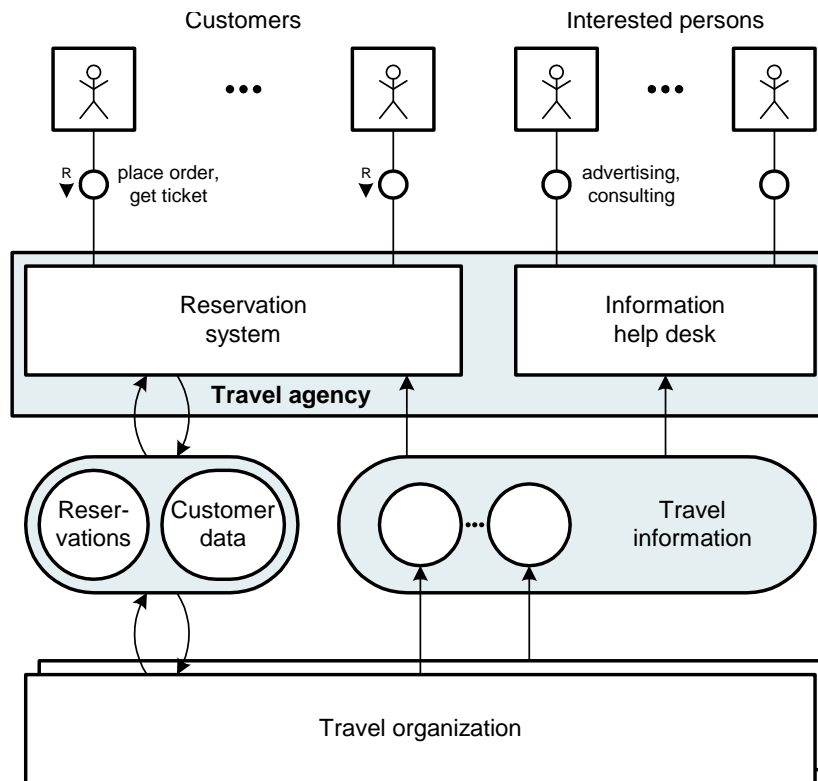 Customers
Interested persons
R
place order,
get ticket
R
advertising,
consulting
Reservation
system
Information
help desk
Travel agency
Reser-
vations
Customer
data
Travel
information
Travel organization